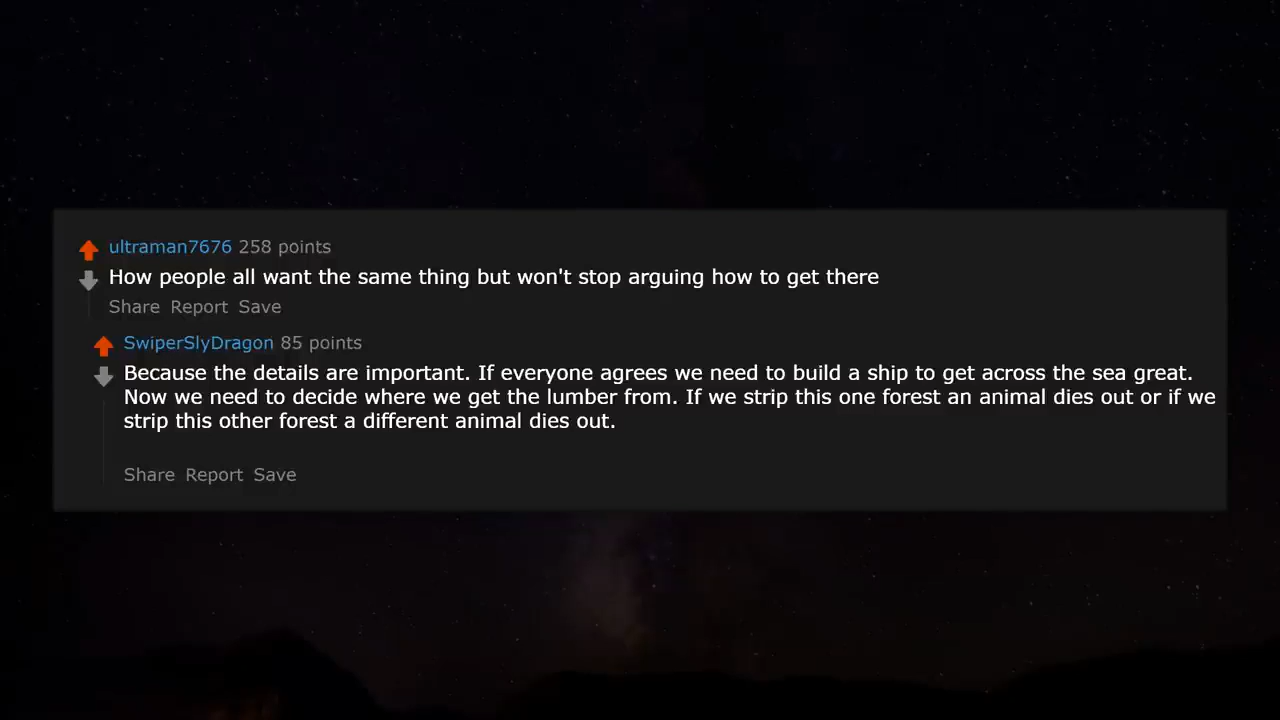 ultraman7676 258 points
How people all want the same thing but won't stop arguing how to get there
Share Report Save
SwiperSlyDragon 85 points
Because the details are important. If everyone agrees we need to build a ship to get across the sea great.
Now we need to decide where we get the lumber from. If we strip this one forest an animal dies out or if we
strip this other forest a different animal dies out.
Share Report Save